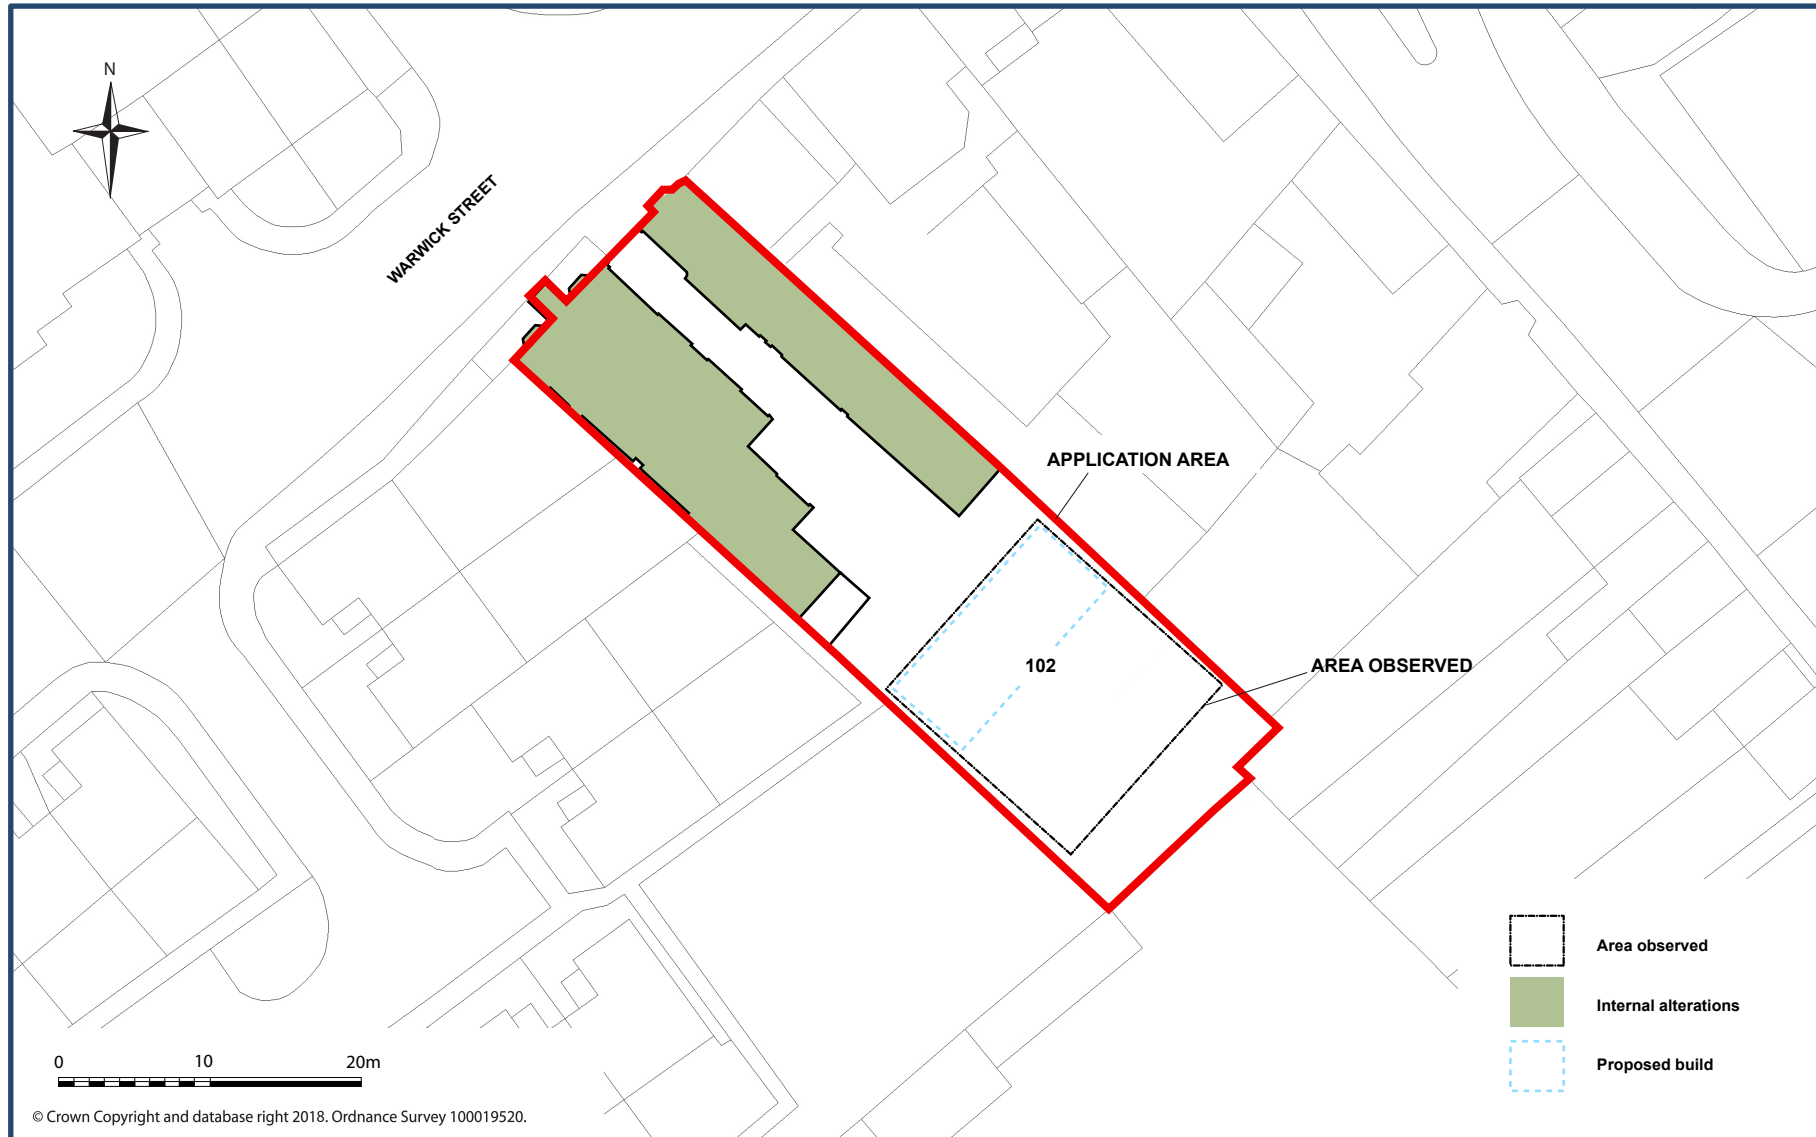 N
WARWICK STREET
APPLICATION AREA
102
AREA OBSERVED
Area observed
Internal alterations
Proposed build
0 10 20m
© Crown Copyright and database right 2018. Ordnance Survey 100019520.